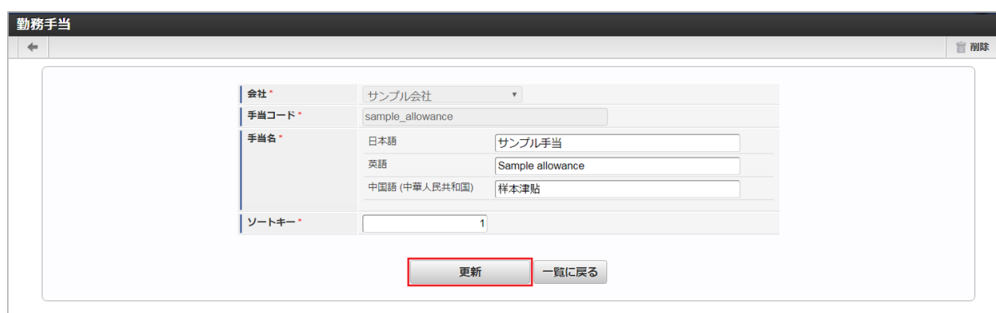 勤務手当
削除
会社*
サンプル会社
手当コード*
sample_allowance
手当名*
日本語 サンプル手当
英語 Sample allowance
中国語 (中華人民共和国) 样本津贴
ソートキー*
1
更新 一覧に戻る